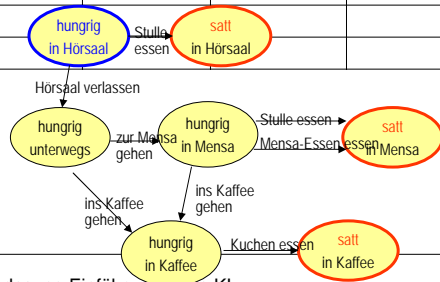 hungrig
in Hörsaal
Stulle
essen
satt
in Hörsaal
Hörsaal verlassen
hungrig
unterwegs
zur Mensa
gehen
hungrig
in Mensa
Stulle essen
Mensa-Essen essen
satt
in Mensa
ins Kaffee
gehen
ins Kaffee
gehen
hungrig
in Kaffee
Kuchen essen
satt
in Kaffee